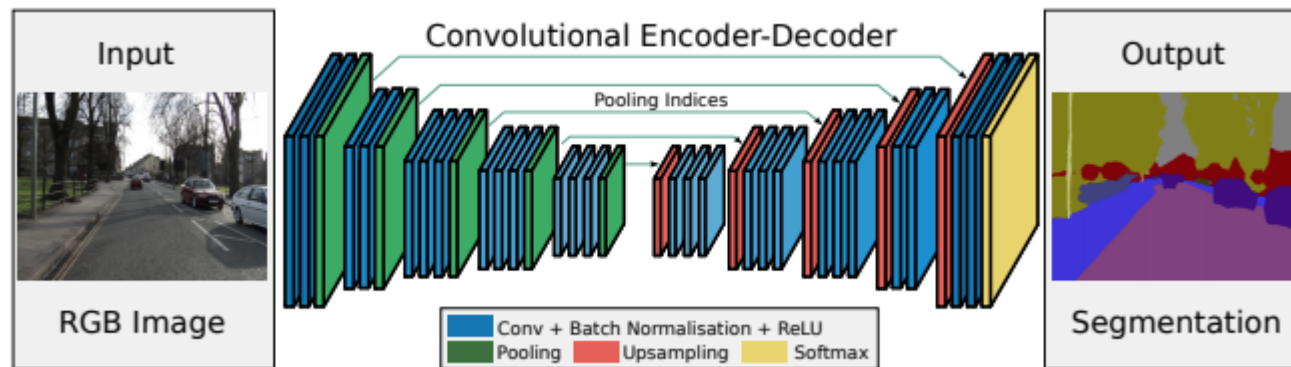 Input
RGB Image
Convolutional Encoder-Decoder
Pooling Indices
Conv + Batch Normalisation + ReLU
Pooling
Upsampling
Softmax
Output
Segmentation